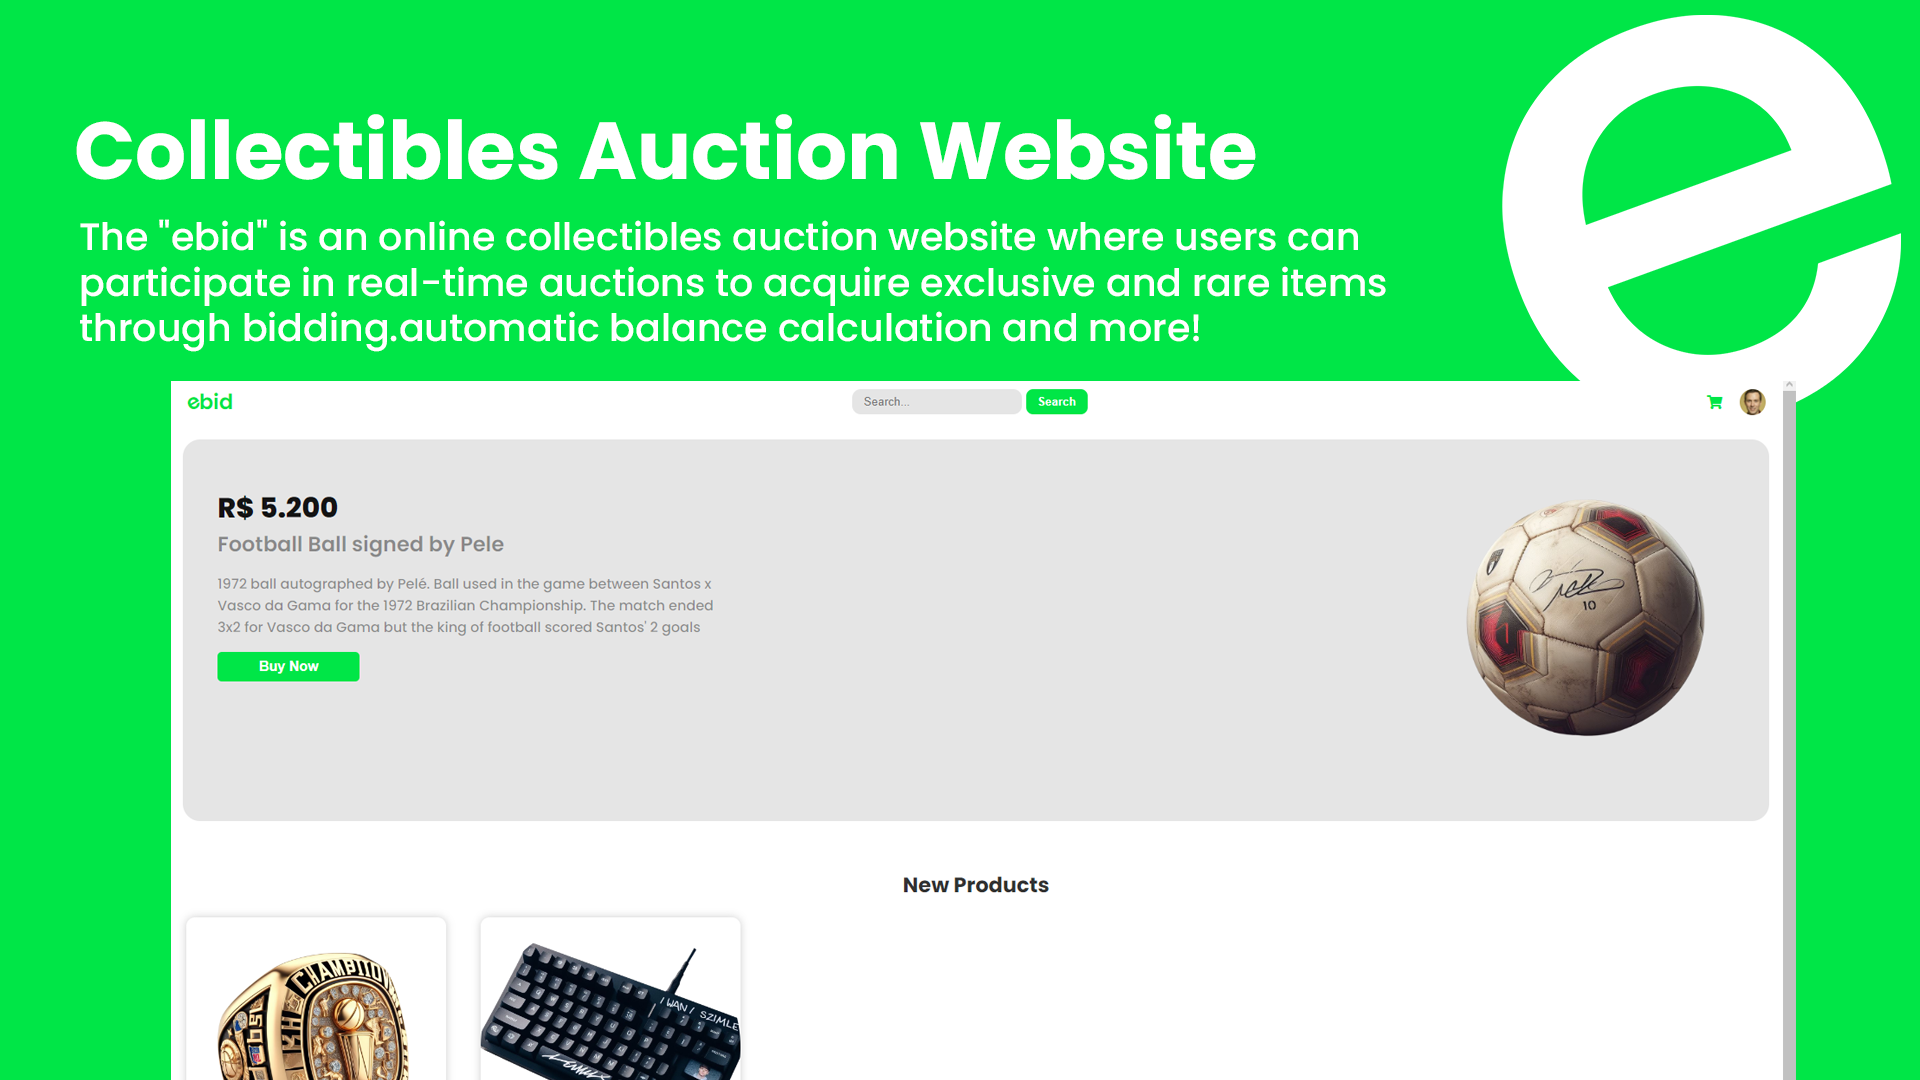 Collectibles Auction Website
The "ebid" is an online collectibles auction website where users can
participate in real-time auctions to acquire exclusive and rare items
through bidding.automatic balance calculation and more!
ebid
Search...
Search
R$ 5.200
Football Ball signed by Pele
1972 ball autographed by Pelé. Ball used in the game between Santos x
Vasco da Gama for the 1972 Brazilian Championship. The match ended
3x2 for Vasco da Gama but the king of football scored Santos' 2 goals
Buy Now
10
New Products